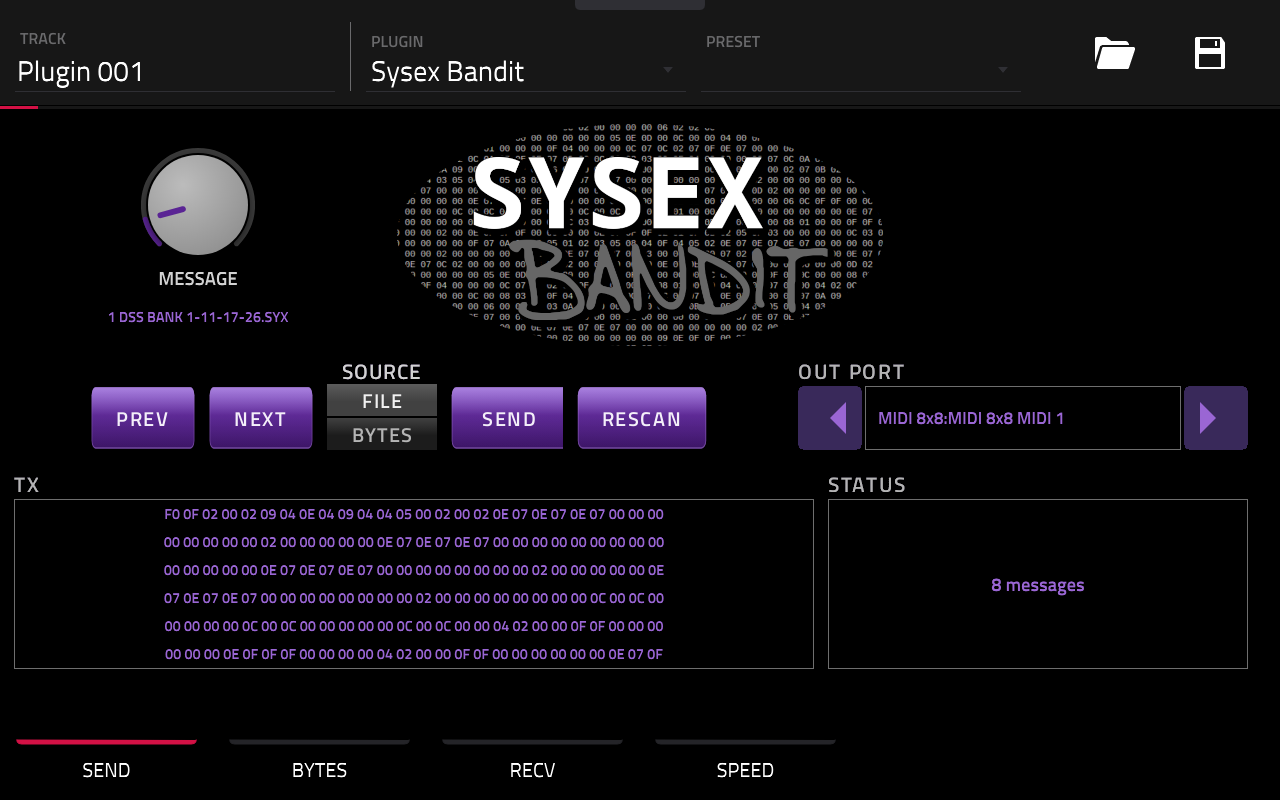 TRACK
Plugin 001
PLUGIN
Sysex Bandit
PRESET
SYSEX
BANDIT
MESSAGE
1 DSS BANK 1-11-17-26.SYX
SOURCE
PREV
NEXT
FILE
BYTES
SEND
RESCAN
OUT PORT
MIDI 8x8:MIDI 8x8 MIDI 1
TX
F0 0F 02 00 02 09 04 0E 04 09 04 04 05 00 02 00 02 0E 07 0E 07 0E 07 00 00 00
00 00 00 00 00 02 00 00 00 00 00 0E 07 0E 07 0E 07 00 00 00 00 00 00 00 00 00
00 00 00 00 00 0E 07 0E 07 0E 07 00 00 00 00 00 00 00 00 02 00 00 00 00 00 0E
07 0E 07 0E 07 00 00 00 00 00 00 00 00 02 00 00 00 00 00 00 00 00 0C 00 0C 00
00 00 00 00 0C 00 0C 00 00 00 00 00 0C 00 0C 00 00 04 02 00 00 0F 0F 00 00 00
00 00 00 0E 0F 0F 0F 00 00 00 00 04 02 00 00 0F 0F 00 00 00 00 00 00 0E 07 0F
STATUS
8 messages
SEND
BYTES
RECV
SPEED